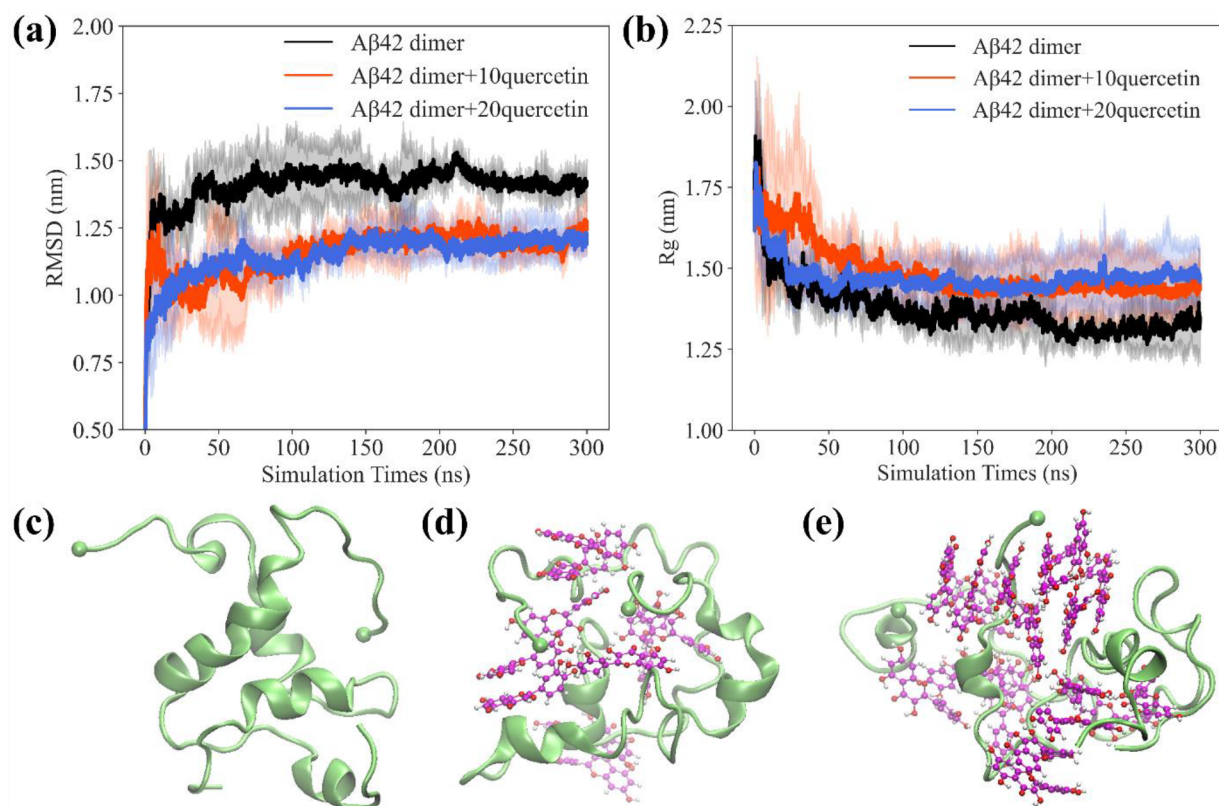 (a)
2.00
1.75
1.50
1.25
1.00
0.75
0.50
RMSD (nm)
Aβ42 dimer
Aβ42 dimer+10quercetin
Aβ42 dimer+20quercetin
0 50 100 150 200 250 300
Simulation Times (ns)
(b)
2.25
2.00
1.75
1.50
1.25
1.00
Rg (nm)
Aβ42 dimer
Aβ42 dimer+10quercetin
Aβ42 dimer+20quercetin
0 50 100 150 200 250 300
Simulation Times (ns)
(c)
(d)
(e)